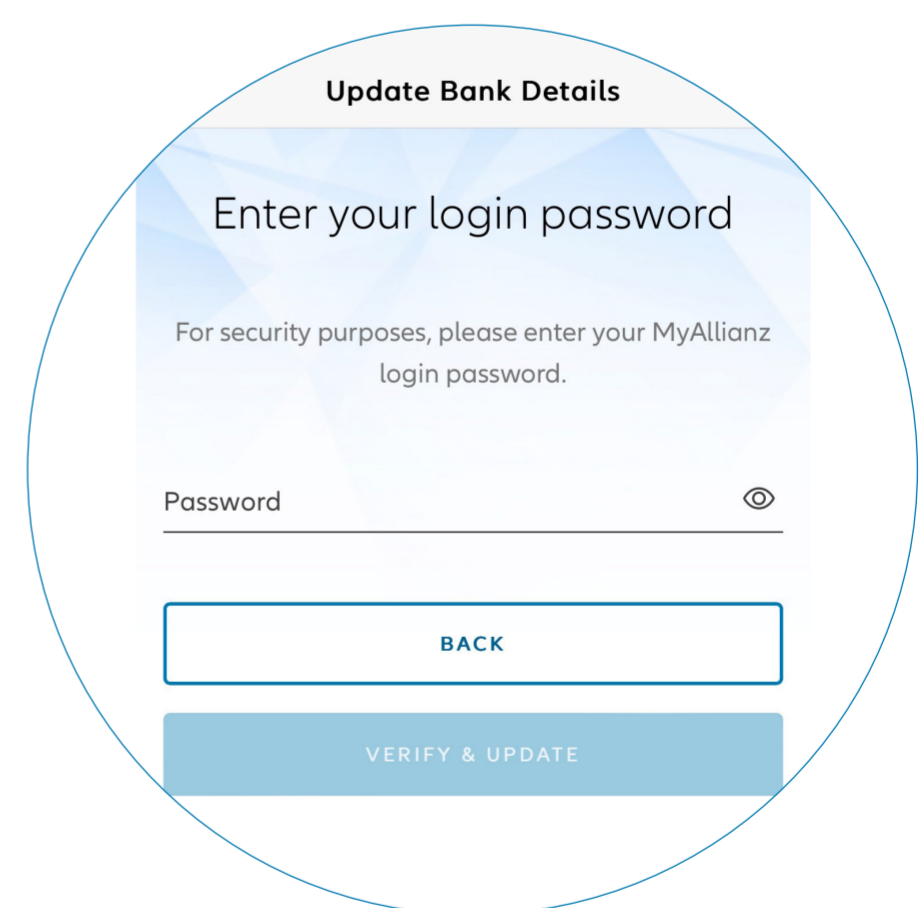 Update Bank Details
Enter your login password
For security purposes, please enter your MyAllianz
login password.
Password
BACK
VERIFY & UPDATE